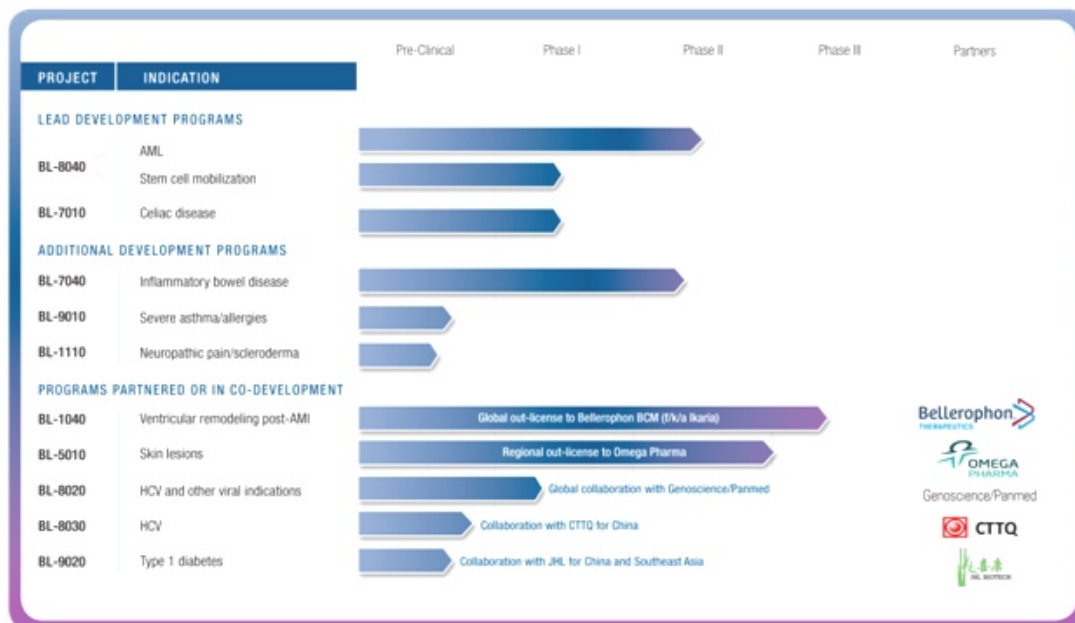 Pre-Clinical Phase I Phase II Phase III Partners
PROJECT INDICATION
LEAD DEVELOPMENT PROGRAMS
BL-8040 AML
Stem cell mobilization
BL-7010 Celiac disease
ADDITIONAL DEVELOPMENT PROGRAMS
BL-7040 Inflammatory bowel disease
BL-9010 Severe asthma/allergies
BL-1110 Neuropathic pain/scleroderma
PROGRAMS PARTNERED OR IN CO-DEVELOPMENT
BL-1040 Ventricular remodeling post-AMI Global out-license to Bellerophon BCM (f/k/a Ikaria) Bellerophon
THERAPEUTICS
BL-5010 Skin lesions Regional out-license to Omega Pharma OMEGA
PHARMA
BL-8020 HCV and other viral indications Global collaboration with Genoscience/Panmed Genoscience/Panmed
BL-8030 HCV Collaboration with CTTQ for China CTTQ
BL-9020 Type 1 diabetes Collaboration with JHL for China and Southeast Asia 喜康
JHL BIOTECH